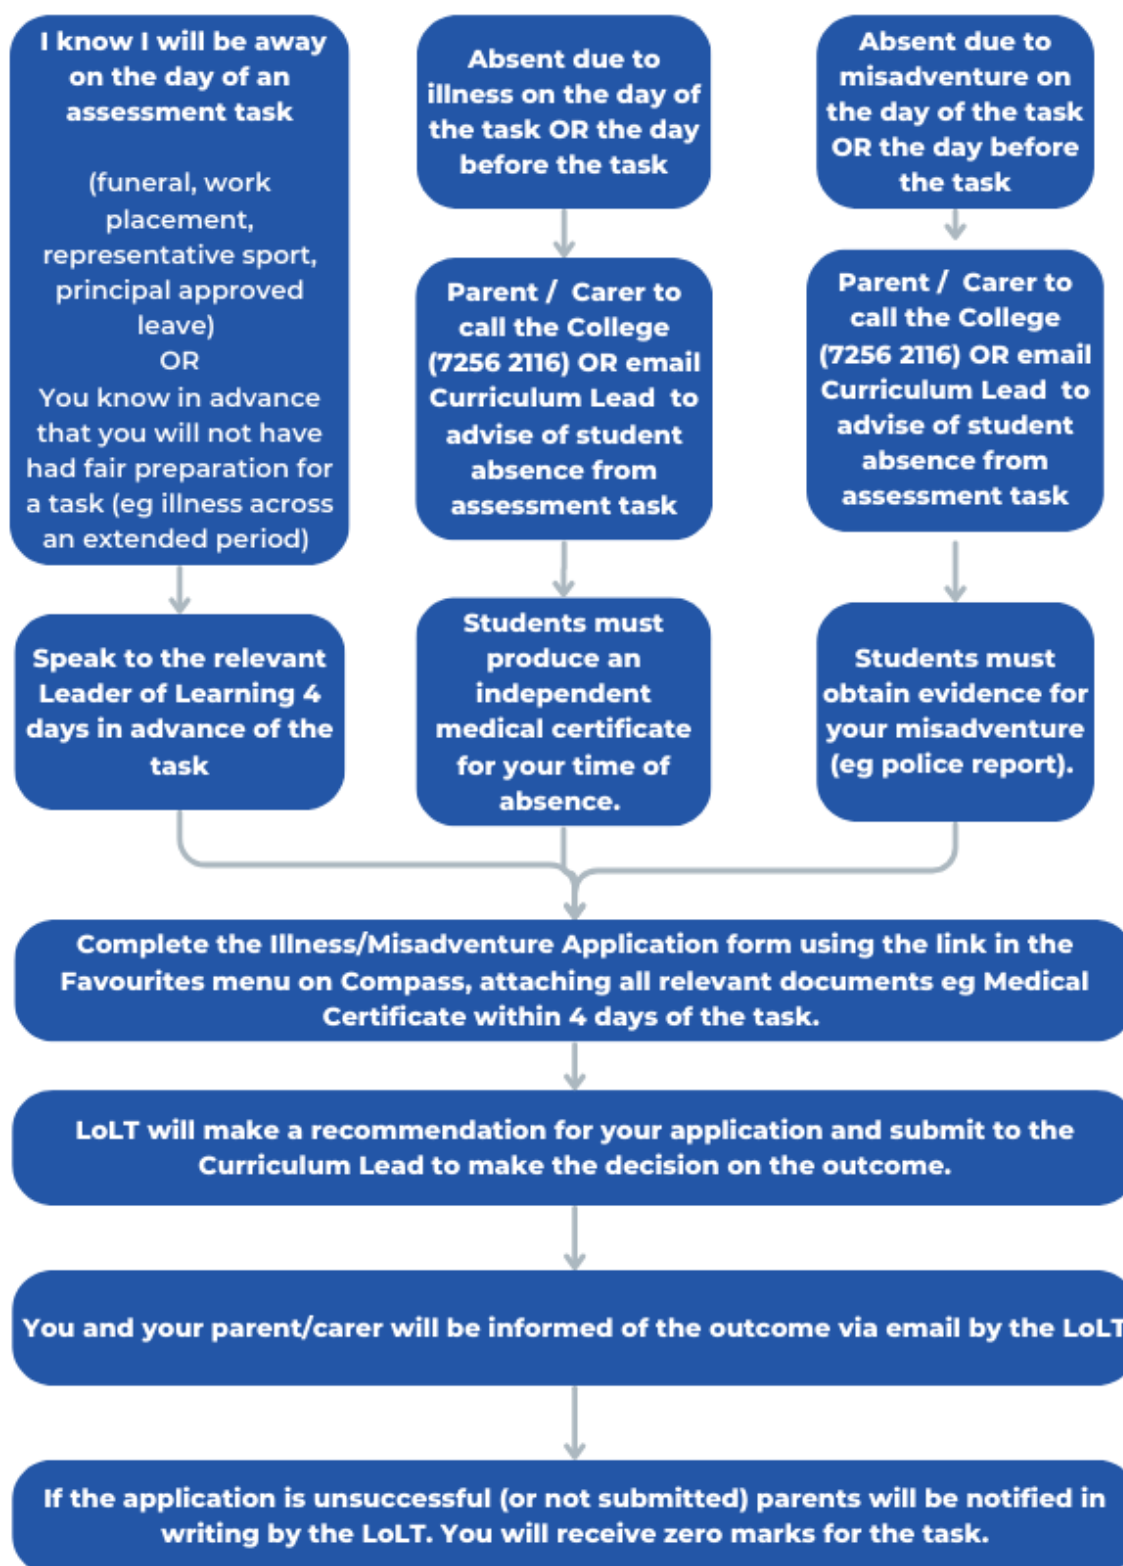 I know I will be away
on the day of an
assessment task
(funeral, work
placement,
representative sport,
principal approved
leave)
OR
You know in advance
that you will not have
had fair preparation for
a task (eg illness across
an extended period)
Speak to the relevant
Leader of Learning 4
days in advance of the
task
Absent due to
illness on the day of
the task OR the day
before the task
Parent / Carer to
call the College
(7256 2116) OR email
Curriculum Lead to
advise of student
absence from
assessment task
Students must
produce an
independent
medical certificate
for your time of
absence.
Absent due to
misadventure on
the day of the task
OR the day before
the task
Parent / Carer to
call the College
(7256 2116) OR email
Curriculum Lead to
advise of student
absence from
assessment task
Students must
obtain evidence for
your misadventure
(eg police report).
Complete the Illness/Misadventure Application form using the link in the
Favourites menu on Compass, attaching all relevant documents eg Medical
Certificate within 4 days of the task.
LoLT will make a recommendation for your application and submit to the
Curriculum Lead to make the decision on the outcome.
You and your parent/carer will be informed of the outcome via email by the LoLT
If the application is unsuccessful (or not submitted) parents will be notified in
writing by the LoLT. You will receive zero marks for the task.